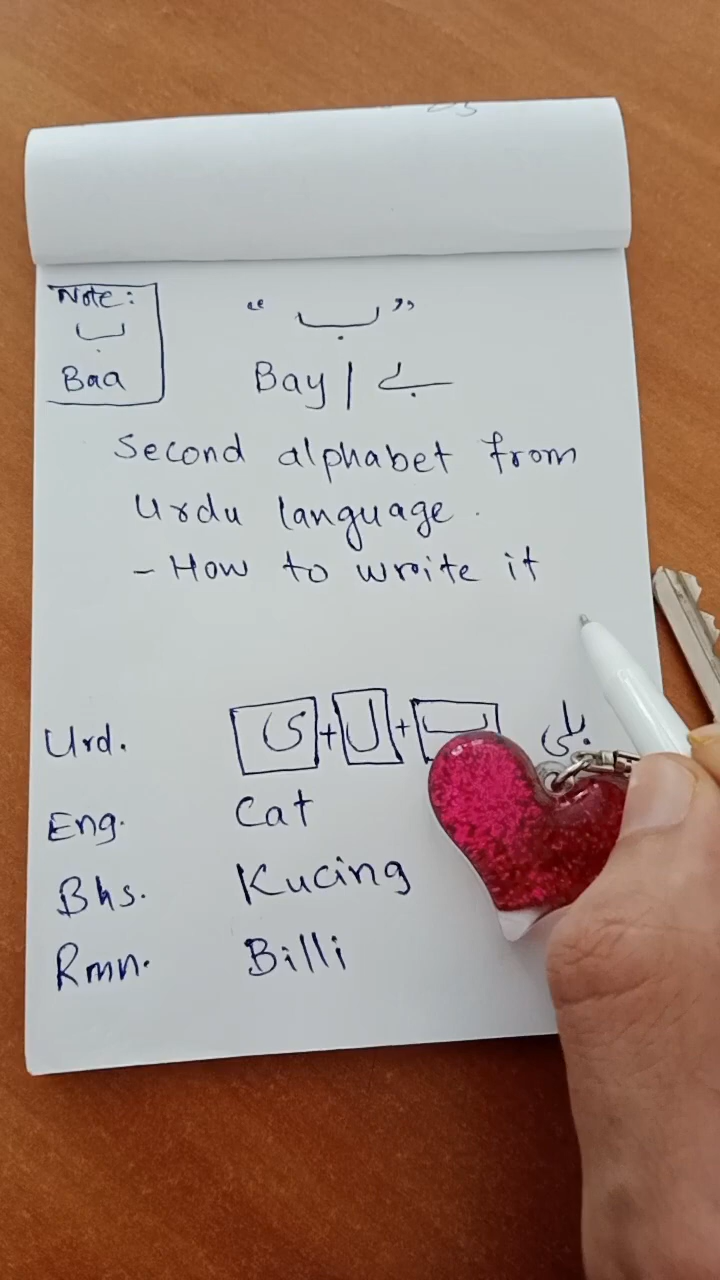 Note:
ب
Baa
"ب"
Bay | بے
Second alphabet from
Urdu language.
- How to write it
Urd. ی + ل + ب بلی
Eng. Cat
Bhs. Kucing
Rmn. Billi